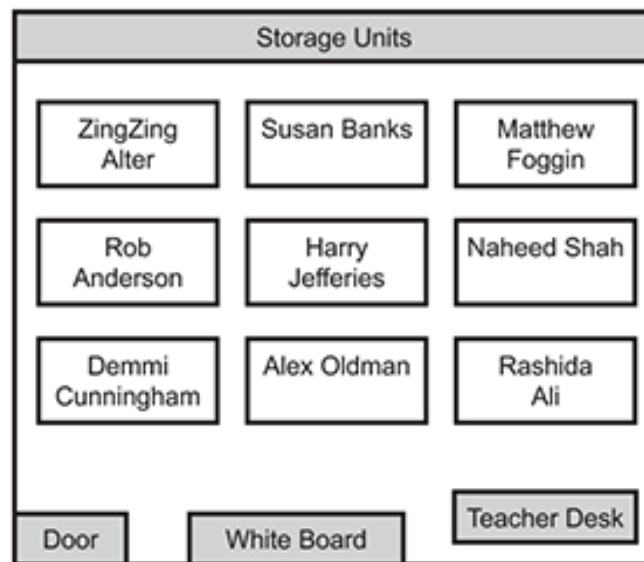 Storage Units
ZingZing
Alter
Susan Banks
Matthew
Foggin
Rob
Anderson
Harry
Jefferies
Naheed Shah
Demmi
Cunningham
Alex Oldman
Rashida
Ali
Teacher Desk
Door
White Board